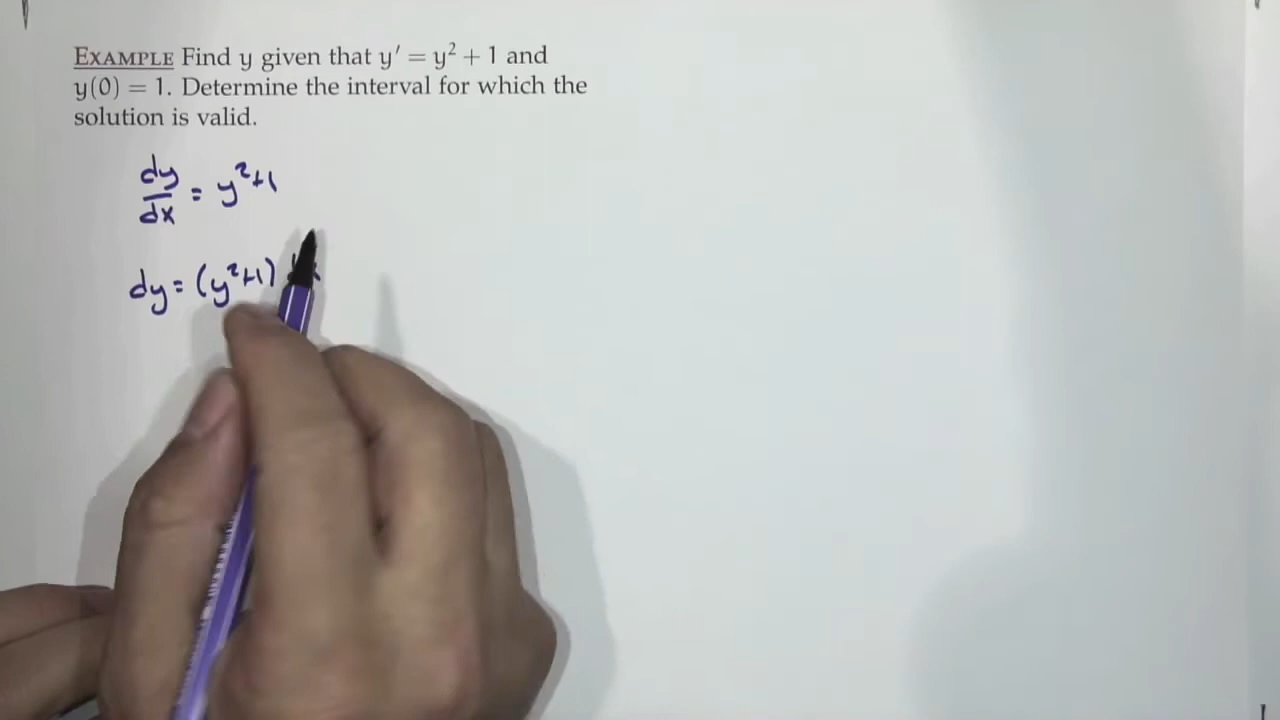 EXAMPLE Find y given that y′ = y² + 1 and
y(0) = 1. Determine the interval for which the
solution is valid.
dy/dx = y²+1
dy = (y²+1)